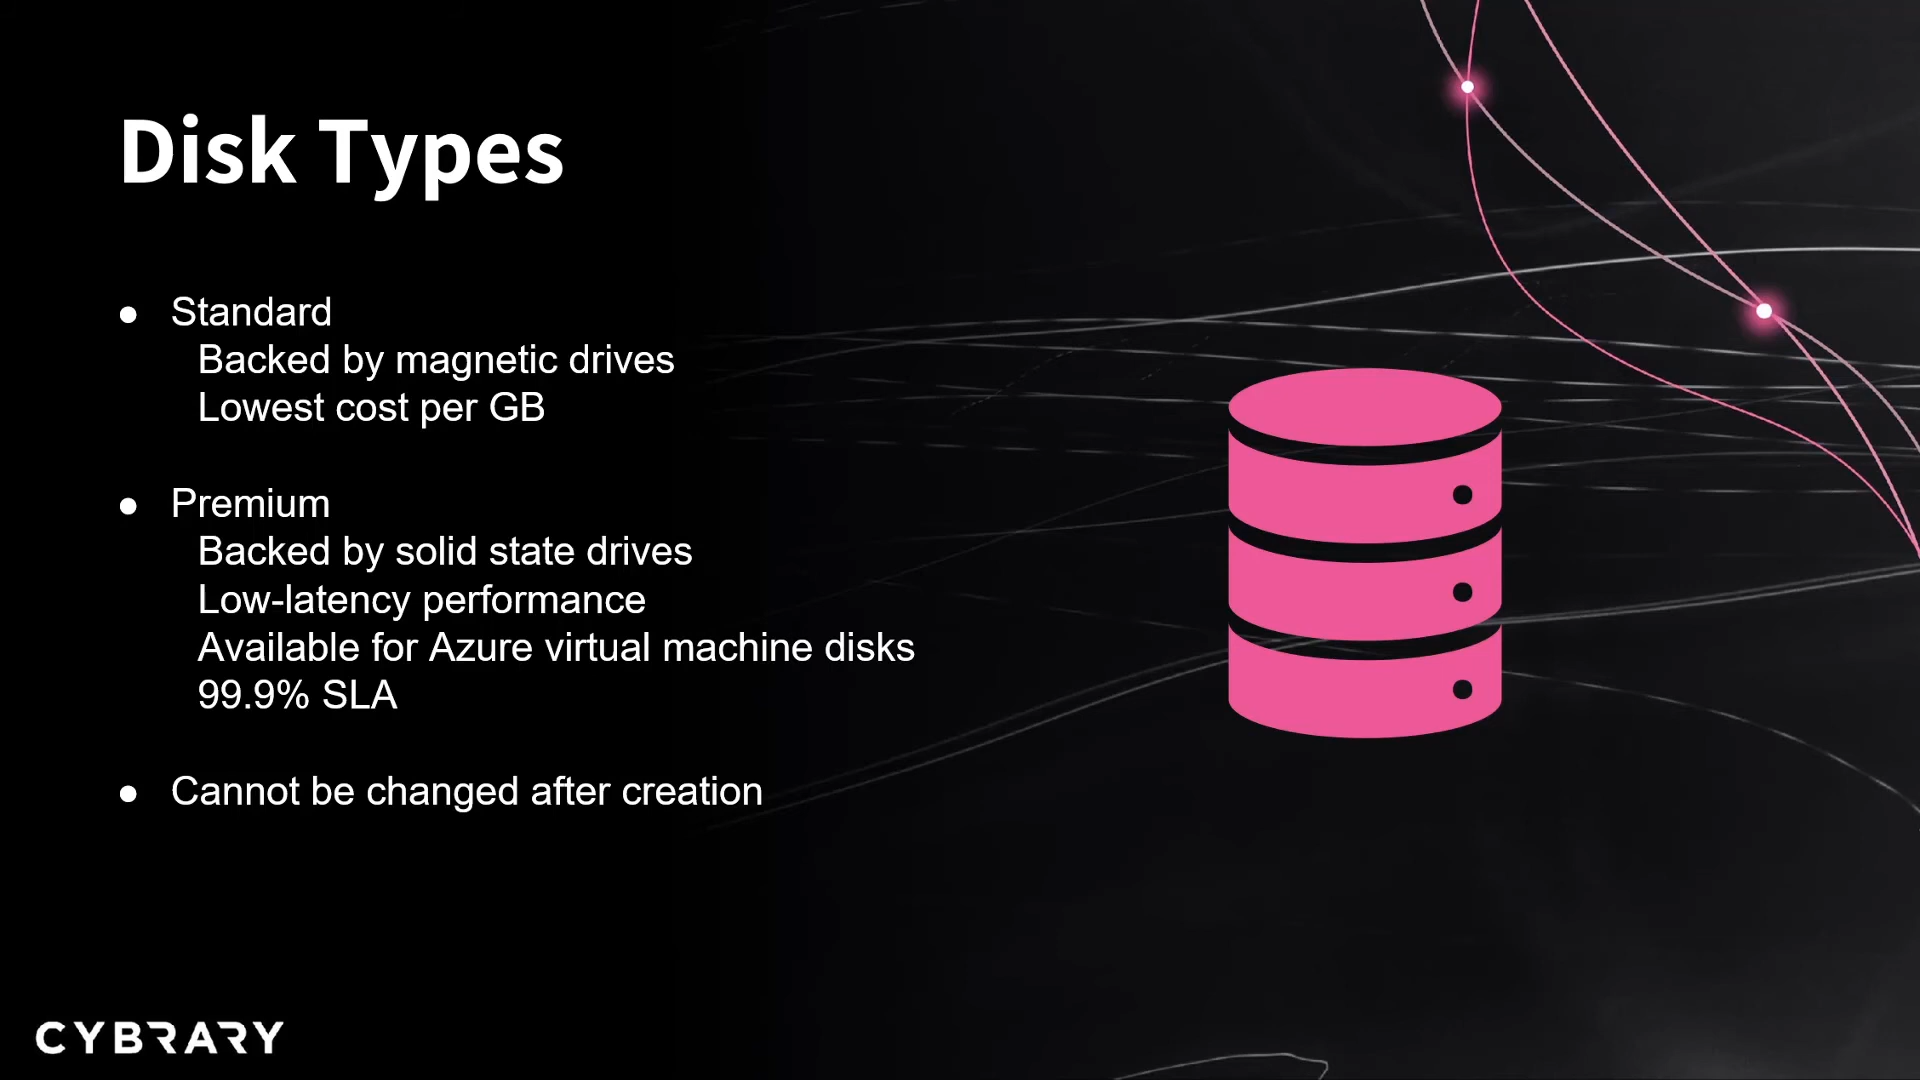 Disk Types
● Standard
Backed by magnetic drives
Lowest cost per GB
● Premium
Backed by solid state drives
Low-latency performance
Available for Azure virtual machine disks
99.9% SLA
● Cannot be changed after creation
CYBRARY